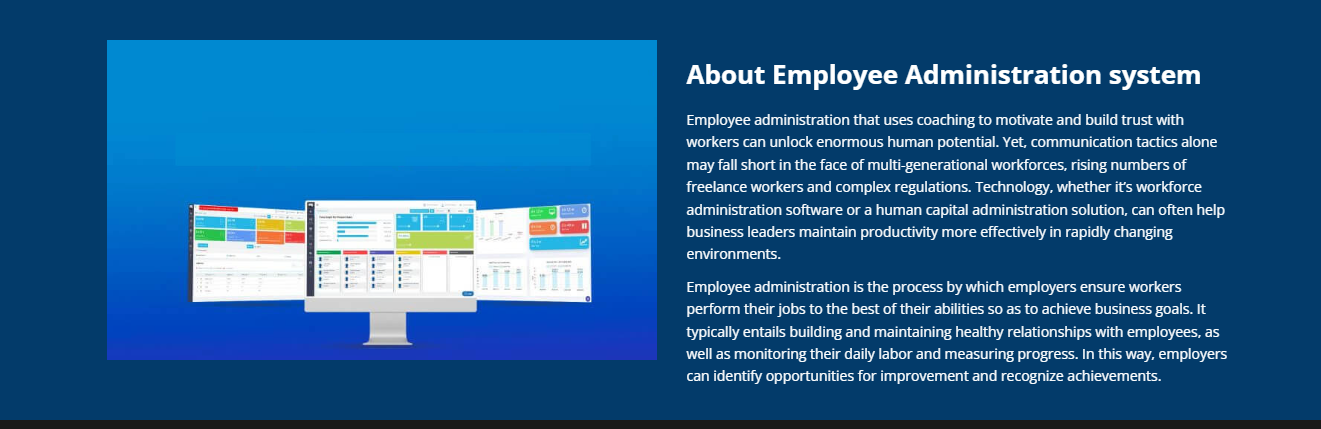 About Employee Administration system
Employee administration that uses coaching to motivate and build trust with
workers can unlock enormous human potential. Yet, communication tactics alone
may fall short in the face of multi-generational workforces, rising numbers of
freelance workers and complex regulations. Technology, whether it’s workforce
administration software or a human capital administration solution, can often help
business leaders maintain productivity more effectively in rapidly changing
environments.
Employee administration is the process by which employers ensure workers
perform their jobs to the best of their abilities so as to achieve business goals. It
typically entails building and maintaining healthy relationships with employees, as
well as monitoring their daily labor and measuring progress. In this way, employers
can identify opportunities for improvement and recognize achievements.